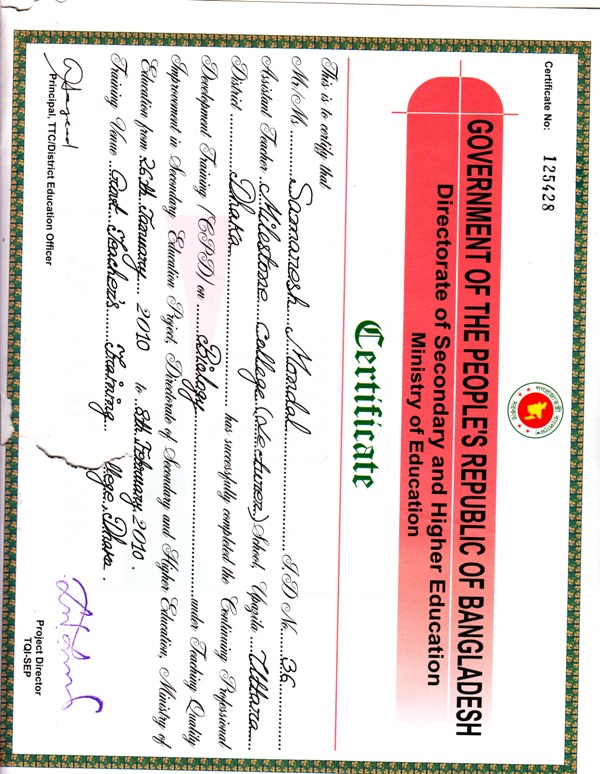 Certificate No: 125428
GOVERNMENT OF THE PEOPLE'S REPUBLIC OF BANGLADESH
Directorate of Secondary and Higher Education
Ministry of Education
Certificate
This is to certify that
Mr./Ms. Samaresh Mondal I.D No. 36
Assistant Teacher Milestone College (Lecturer) School, Upazila Uttara
District Dhaka has successfully completed the Continuing Professional
Development Training (CPD) on Biology under Teaching Quality
Improvement in Secondary Education Project, Directorate of Secondary and Higher Education, Ministry of
Education from 26th January 2010 to 8th February, 2010.
Training Venue Govt. Teacher's Training llege, Dhaka.
Principal, TTC/District Education Officer
Project Director
TQI-SEP